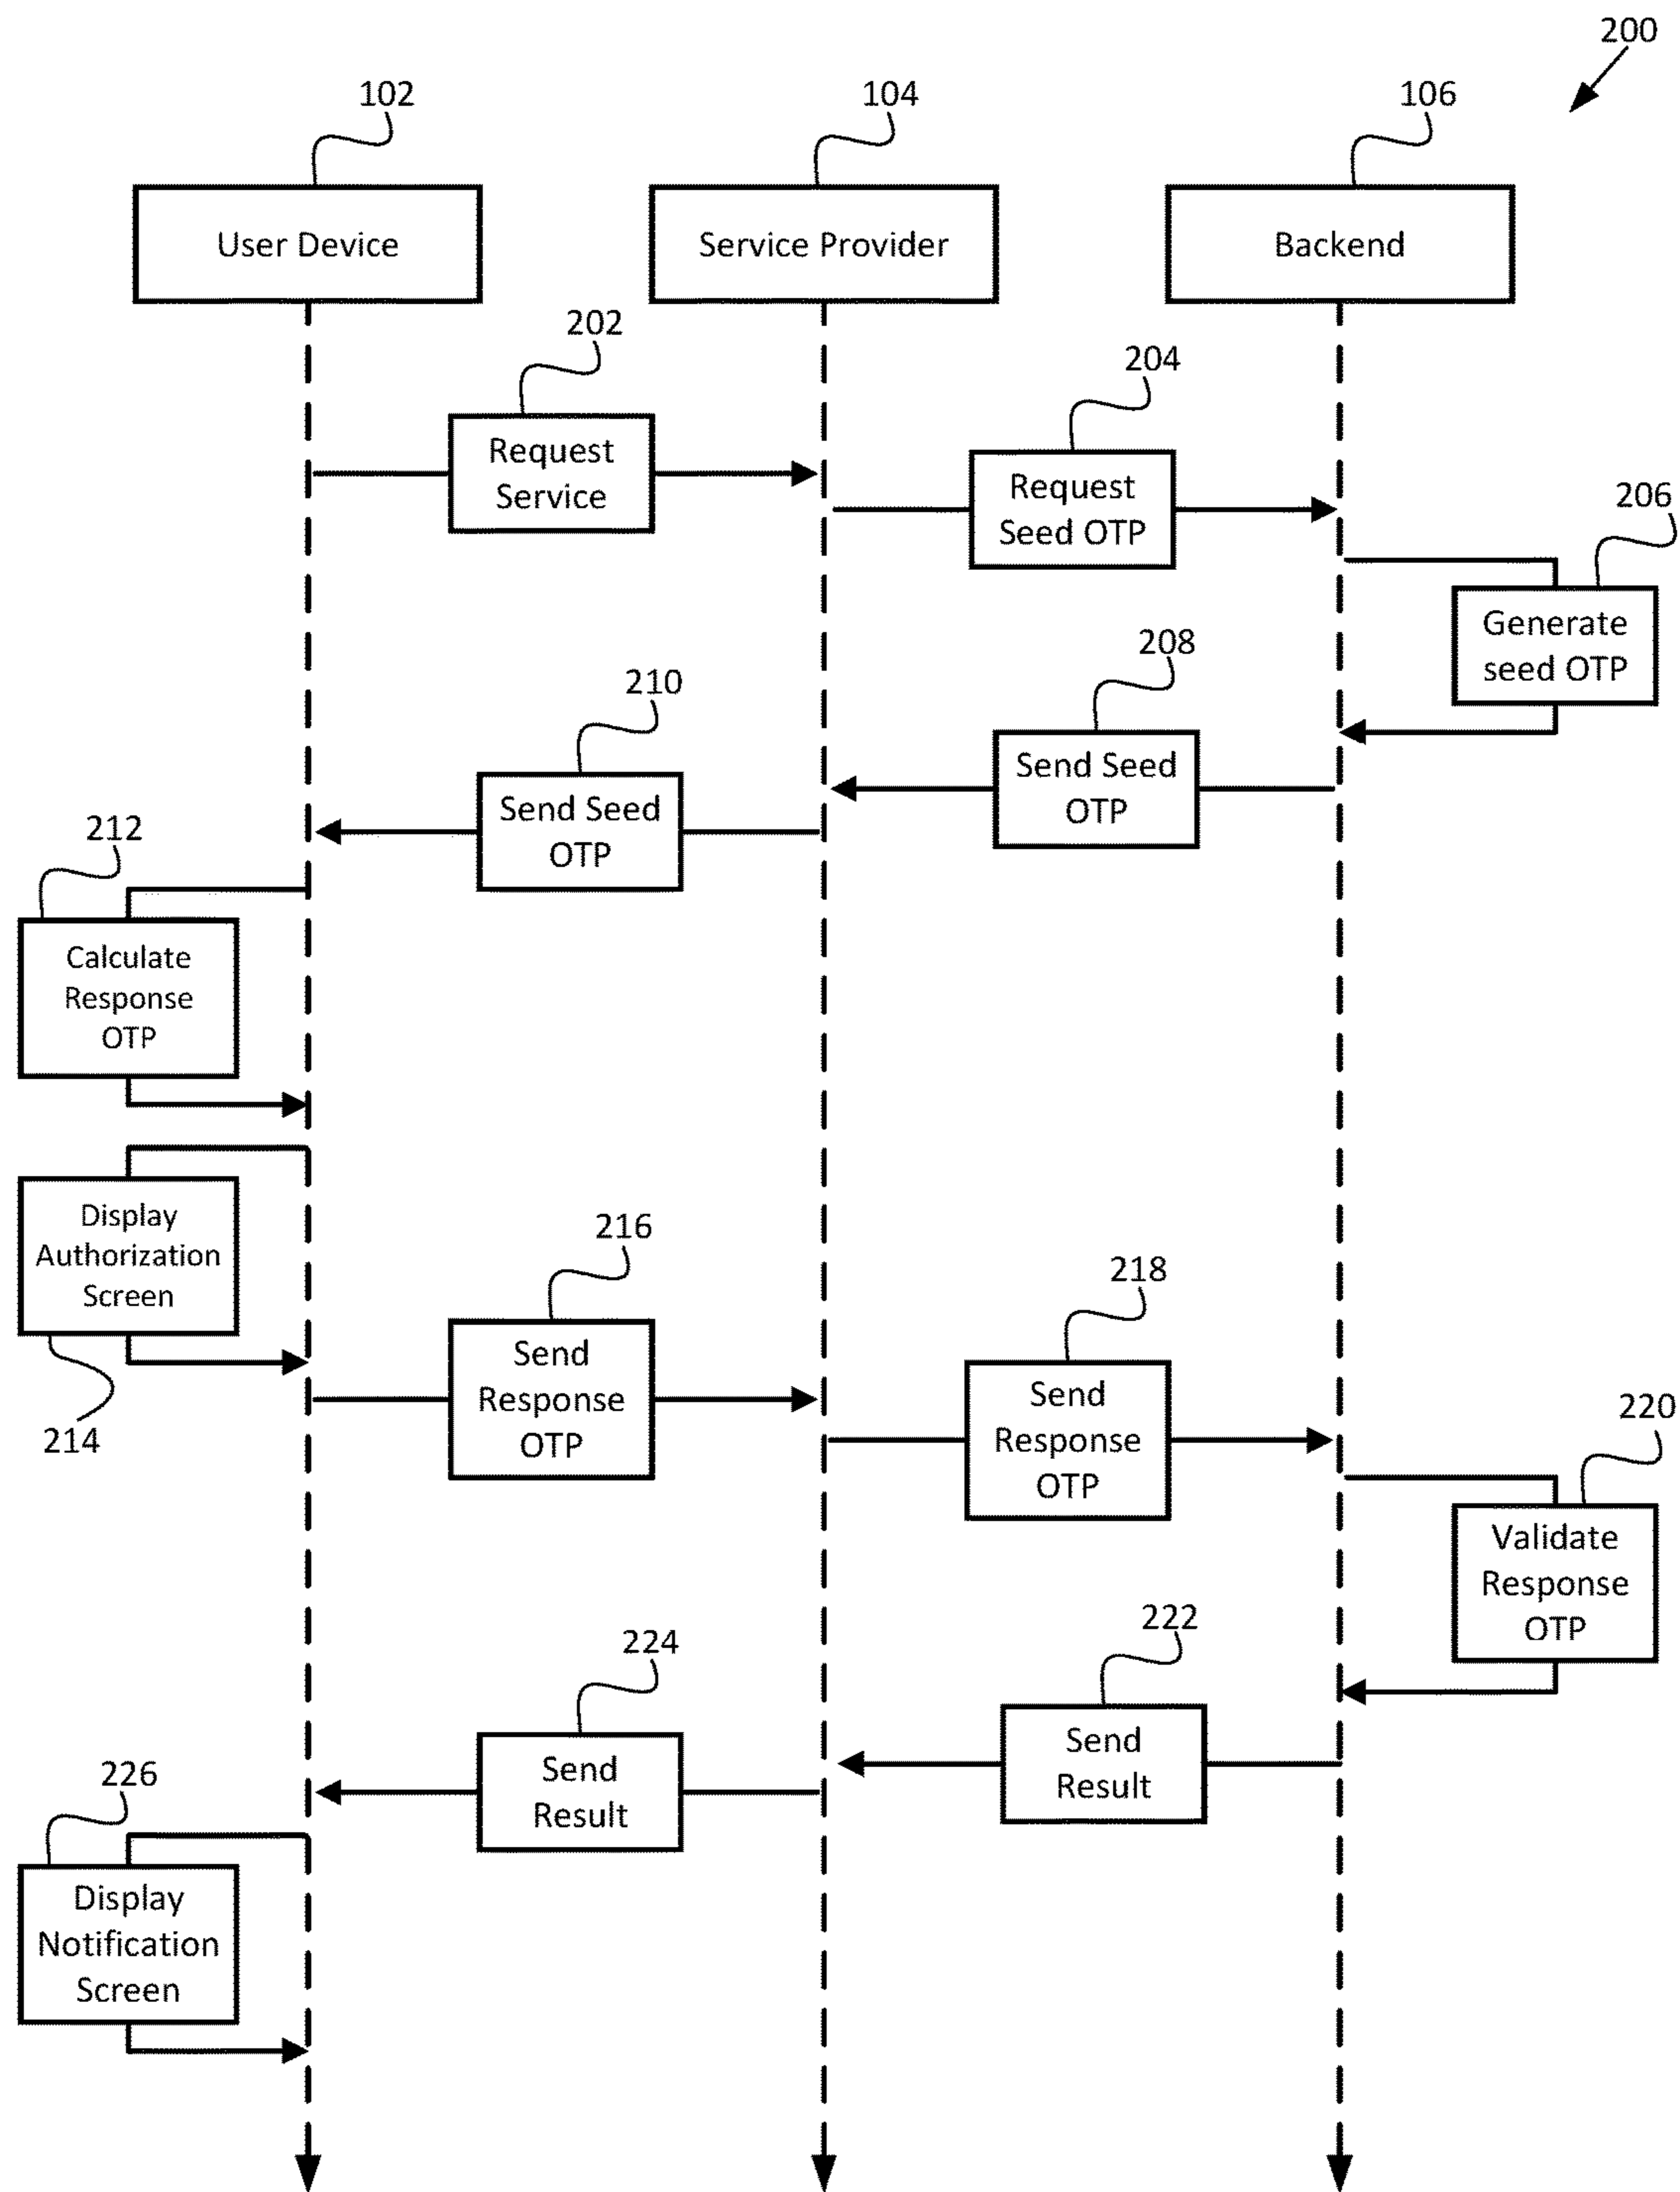 200
102
104
106
User Device
Service Provider
Backend
202
Request
Service
204
Request
Seed OTP
206
Generate
seed OTP
208
Send Seed
OTP
210
Send Seed
OTP
212
Calculate
Response
OTP
Display
Authorization
Screen
214
216
Send
Response
OTP
218
Send
Response
OTP
220
Validate
Response
OTP
222
Send
Result
224
Send
Result
226
Display
Notification
Screen